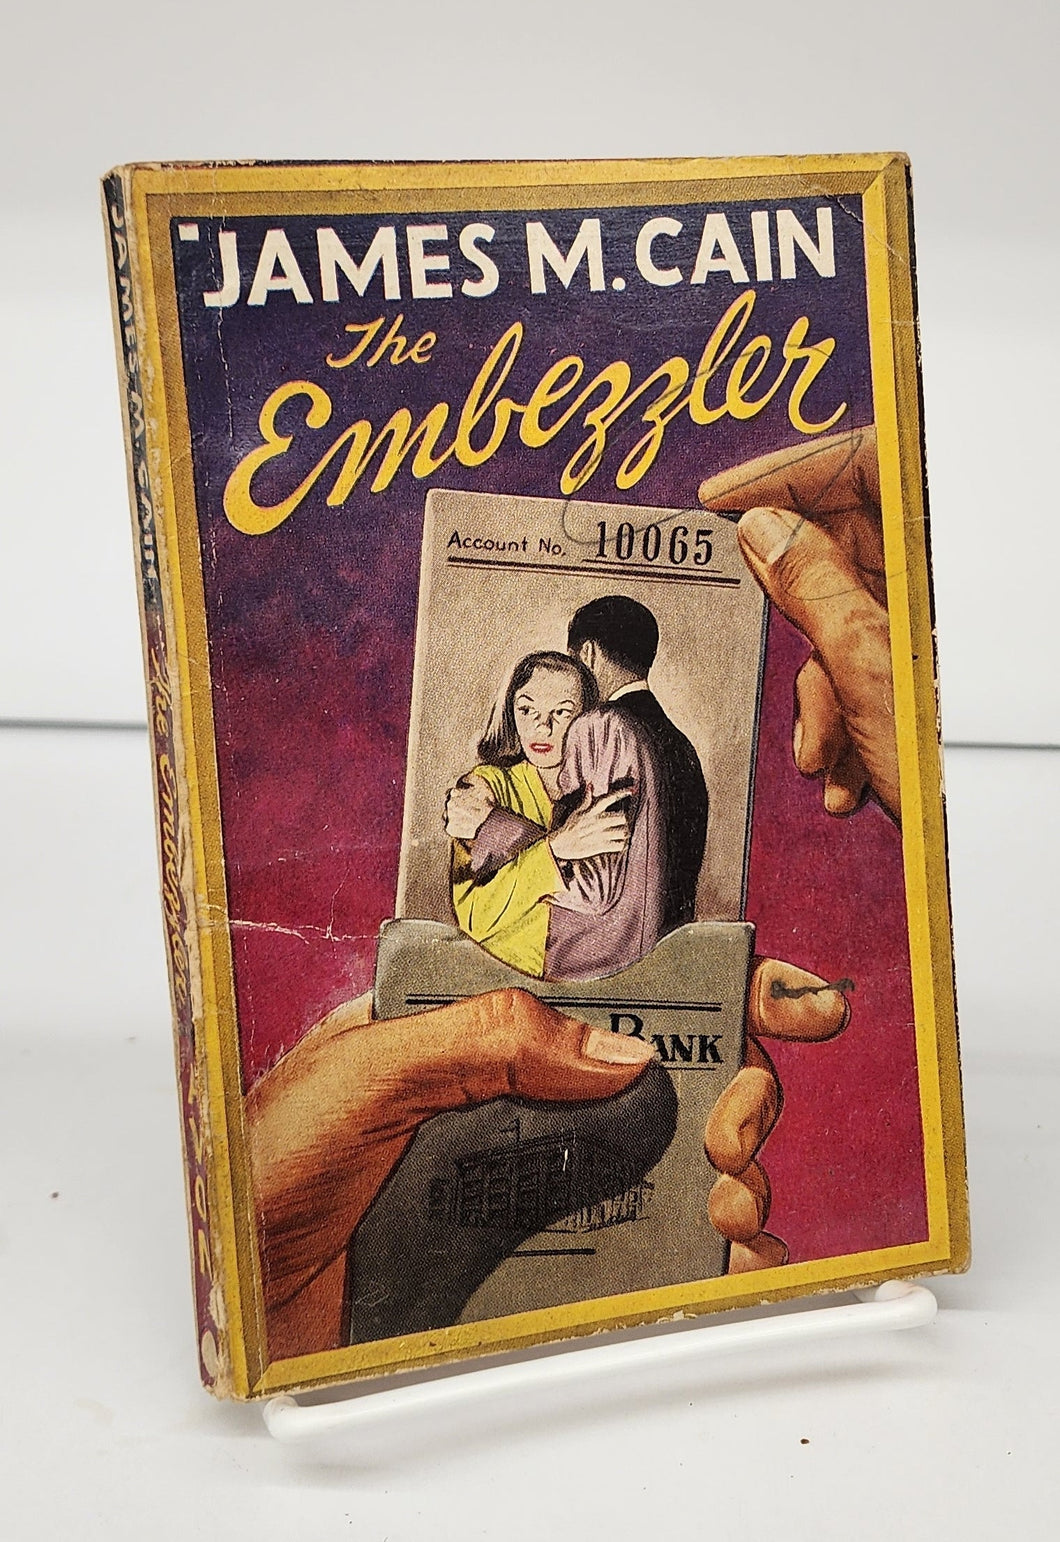 JAMES M. CAIN
The
Embezzler
Account No. 10065
BANK
JAMES M. CAIN The Embezzler